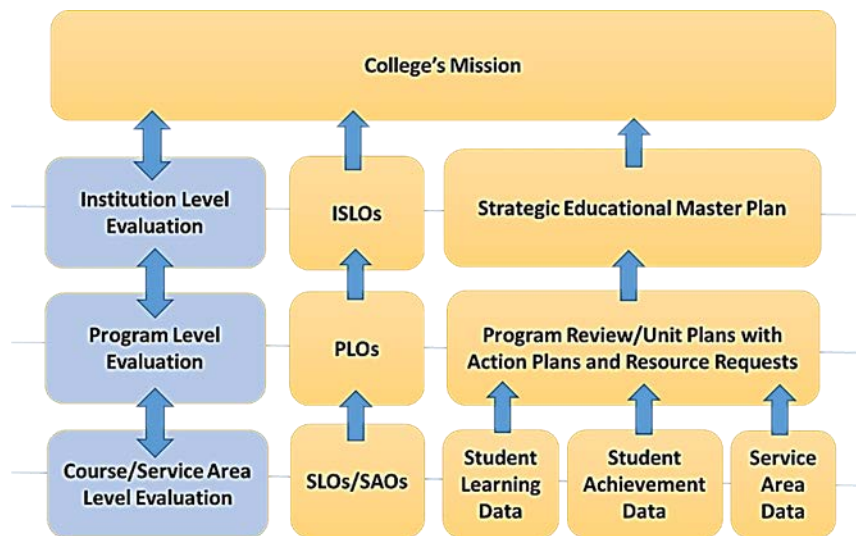 College's Mission
Institution Level
Evaluation
ISLOs
Strategic Educational Master Plan
Program Level
Evaluation
PLOs
Program Review/Unit Plans with
Action Plans and Resource Requests
Course/Service Area
Level Evaluation
SLOs/SAOs
Student
Learning
Data
Student
Achievement
Data
Service
Area
Data